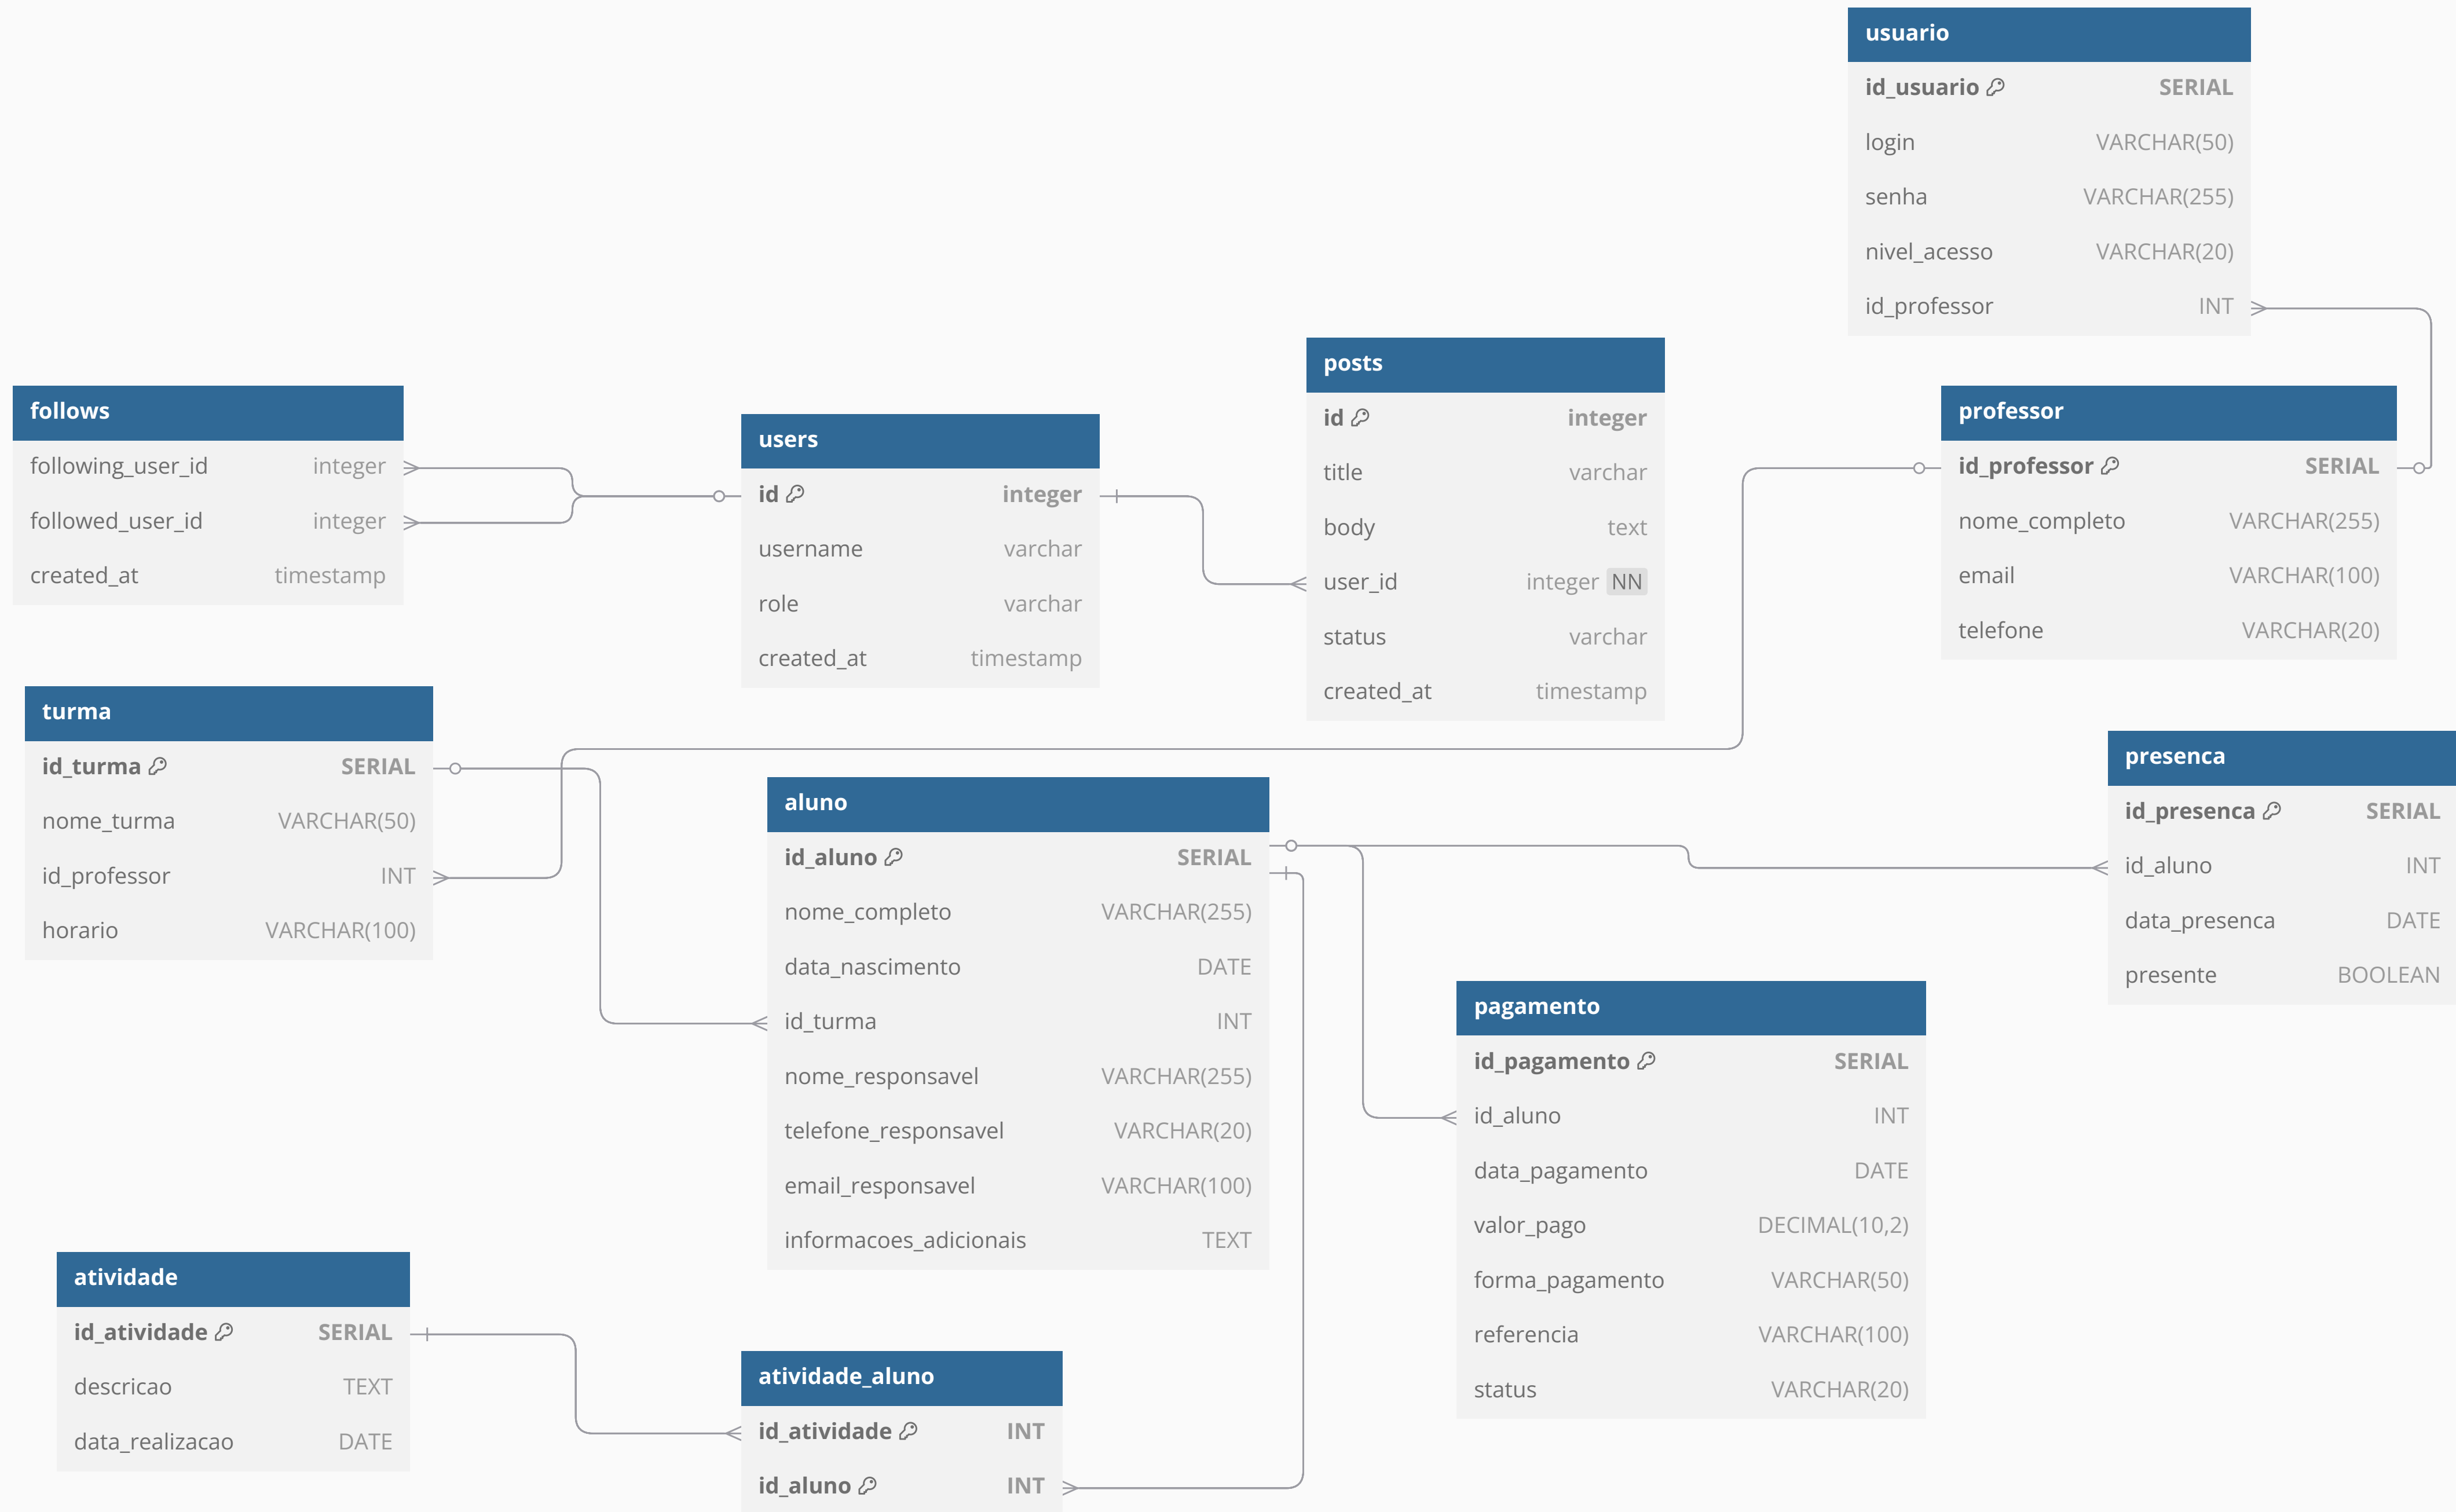 usuario
id_usuario SERIAL
login VARCHAR(50)
senha VARCHAR(255)
nivel_acesso VARCHAR(20)
id_professor INT
posts
id integer
title varchar
body text
user_id integer NN
status varchar
created_at timestamp
follows
following_user_id integer
followed_user_id integer
created_at timestamp
users
id integer
username varchar
role varchar
created_at timestamp
professor
id_professor SERIAL
nome_completo VARCHAR(255)
email VARCHAR(100)
telefone VARCHAR(20)
turma
id_turma SERIAL
nome_turma VARCHAR(50)
id_professor INT
horario VARCHAR(100)
aluno
id_aluno SERIAL
nome_completo VARCHAR(255)
data_nascimento DATE
id_turma INT
nome_responsavel VARCHAR(255)
telefone_responsavel VARCHAR(20)
email_responsavel VARCHAR(100)
informacoes_adicionais TEXT
presenca
id_presenca SERIAL
id_aluno INT
data_presenca DATE
presente BOOLEAN
pagamento
id_pagamento SERIAL
id_aluno INT
data_pagamento DATE
valor_pago DECIMAL(10,2)
forma_pagamento VARCHAR(50)
referencia VARCHAR(100)
status VARCHAR(20)
atividade
id_atividade SERIAL
descricao TEXT
data_realizacao DATE
atividade_aluno
id_atividade INT
id_aluno INT